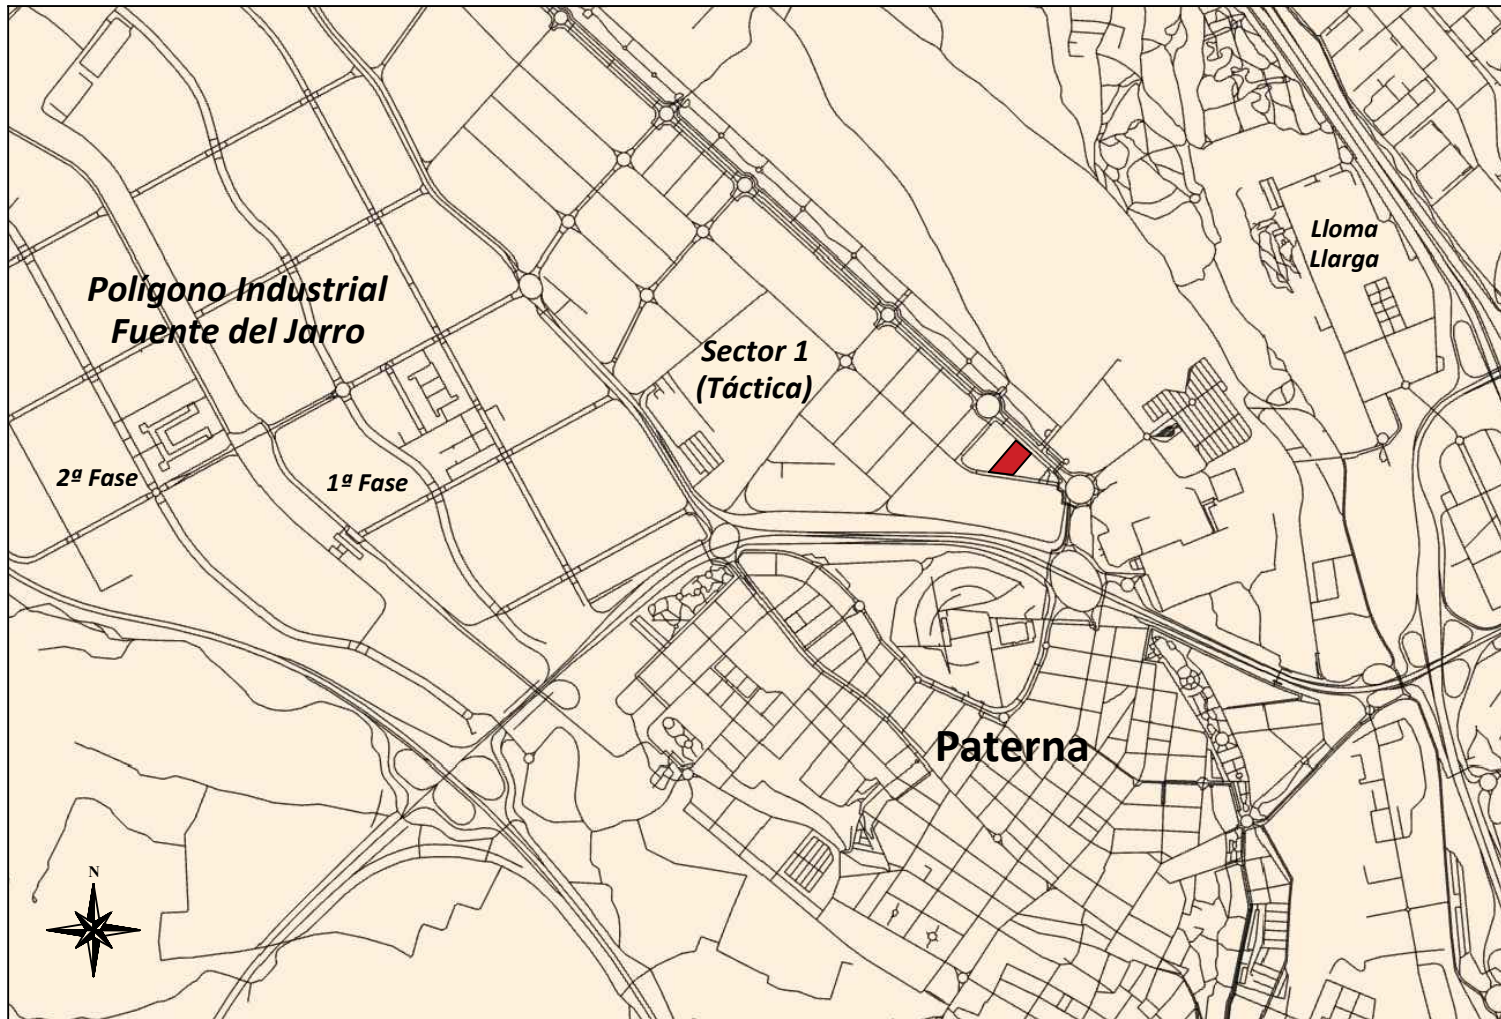 Lloma
Llarga
Polígono Industrial
Fuente del Jarro
Sector 1
(Táctica)
2ª Fase
1ª Fase
Paterna
N